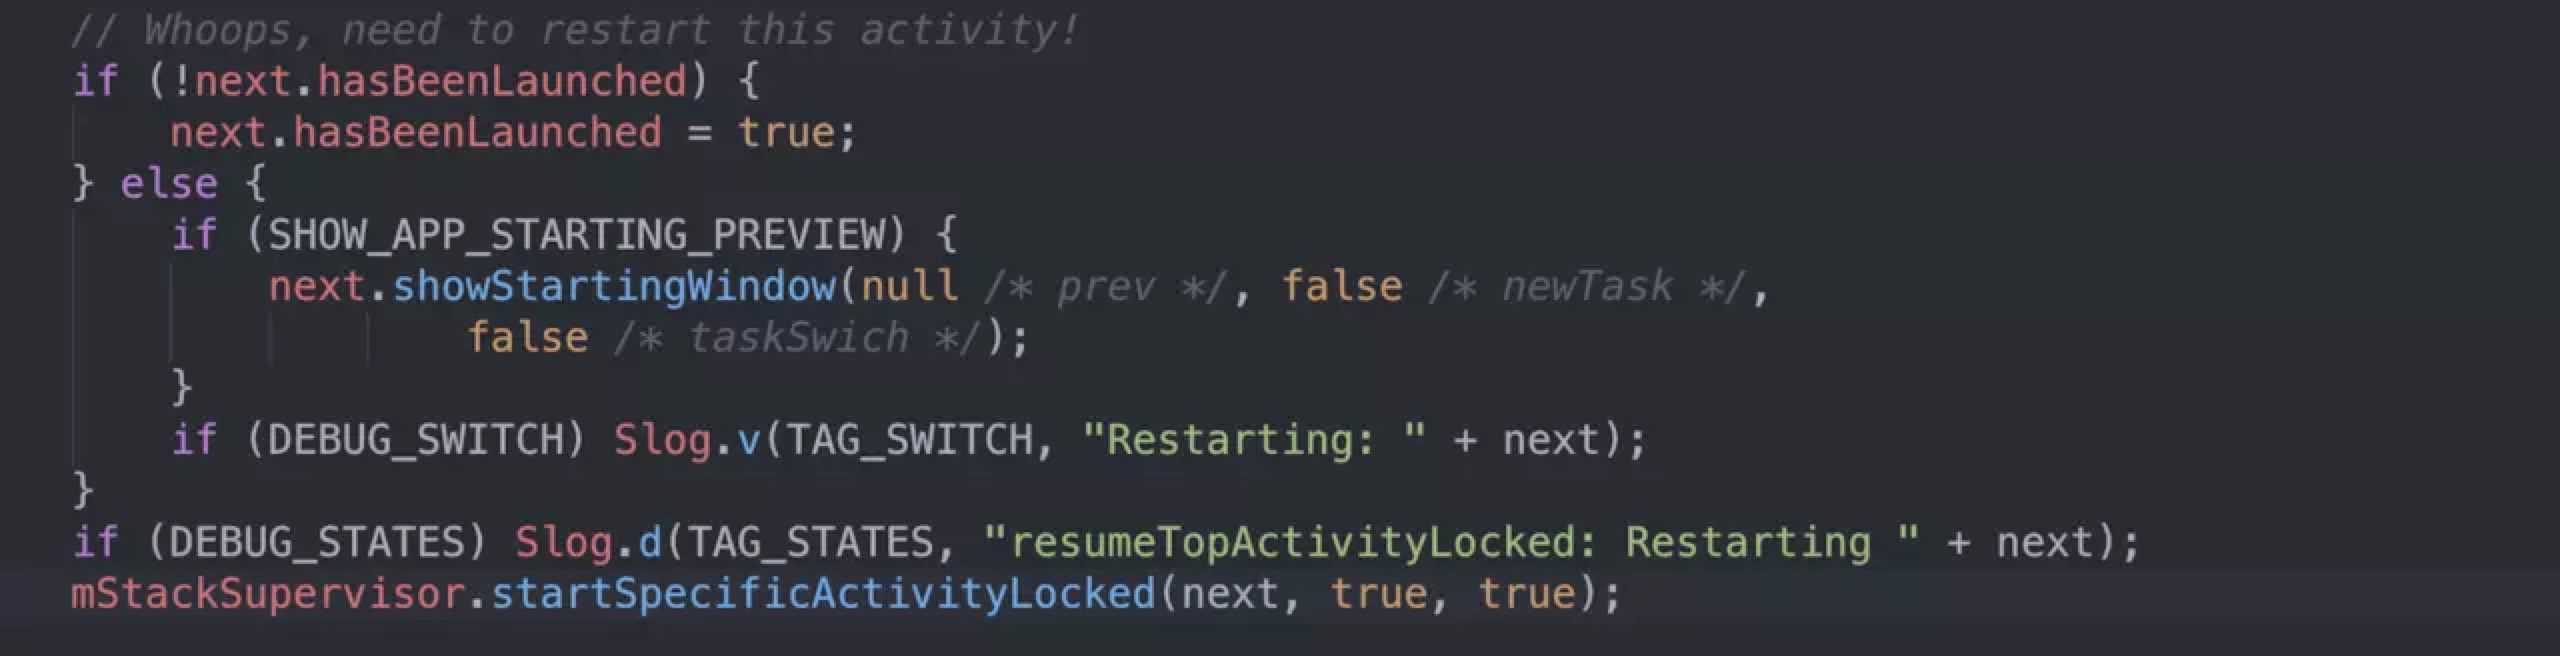 // Whoops, need to restart this activity!
if (!next.hasBeenLaunched) {
next.hasBeenLaunched = true;
} else {
if (SHOW_APP_STARTING_PREVIEW) {
next.showStartingWindow(null /* prev */, false /* newTask */,
false /* taskSwich */);
}
if (DEBUG_SWITCH) Slog.v(TAG_SWITCH, "Restarting: " + next);
}
if (DEBUG_STATES) Slog.d(TAG_STATES, "resumeTopActivityLocked: Restarting " + next);
mStackSupervisor.startSpecificActivityLocked(next, true, true);